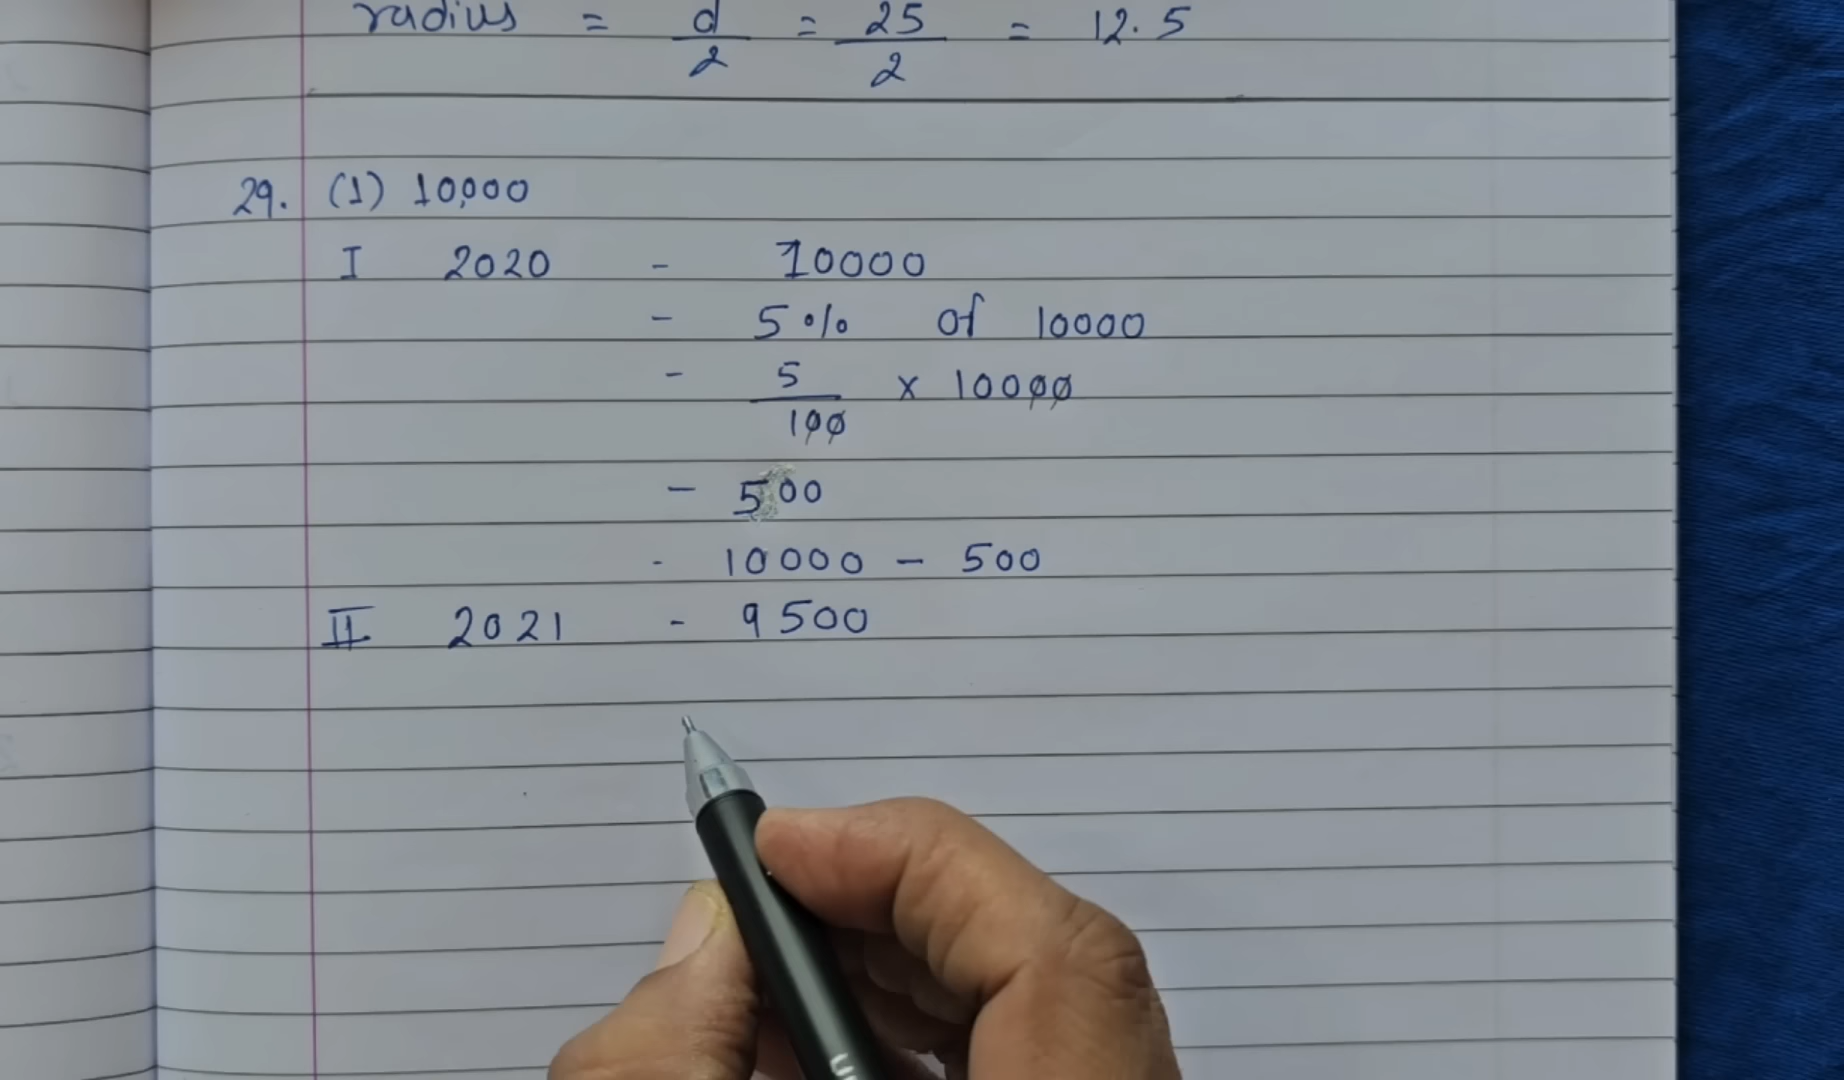 radius = d/2 = 25/2 = 12.5
29. (1) 10,000
I 2020 - 10000
- 5% of 10000
- 5/100 x 10000
- 500
- 10000 - 500
II 2021 - 9500